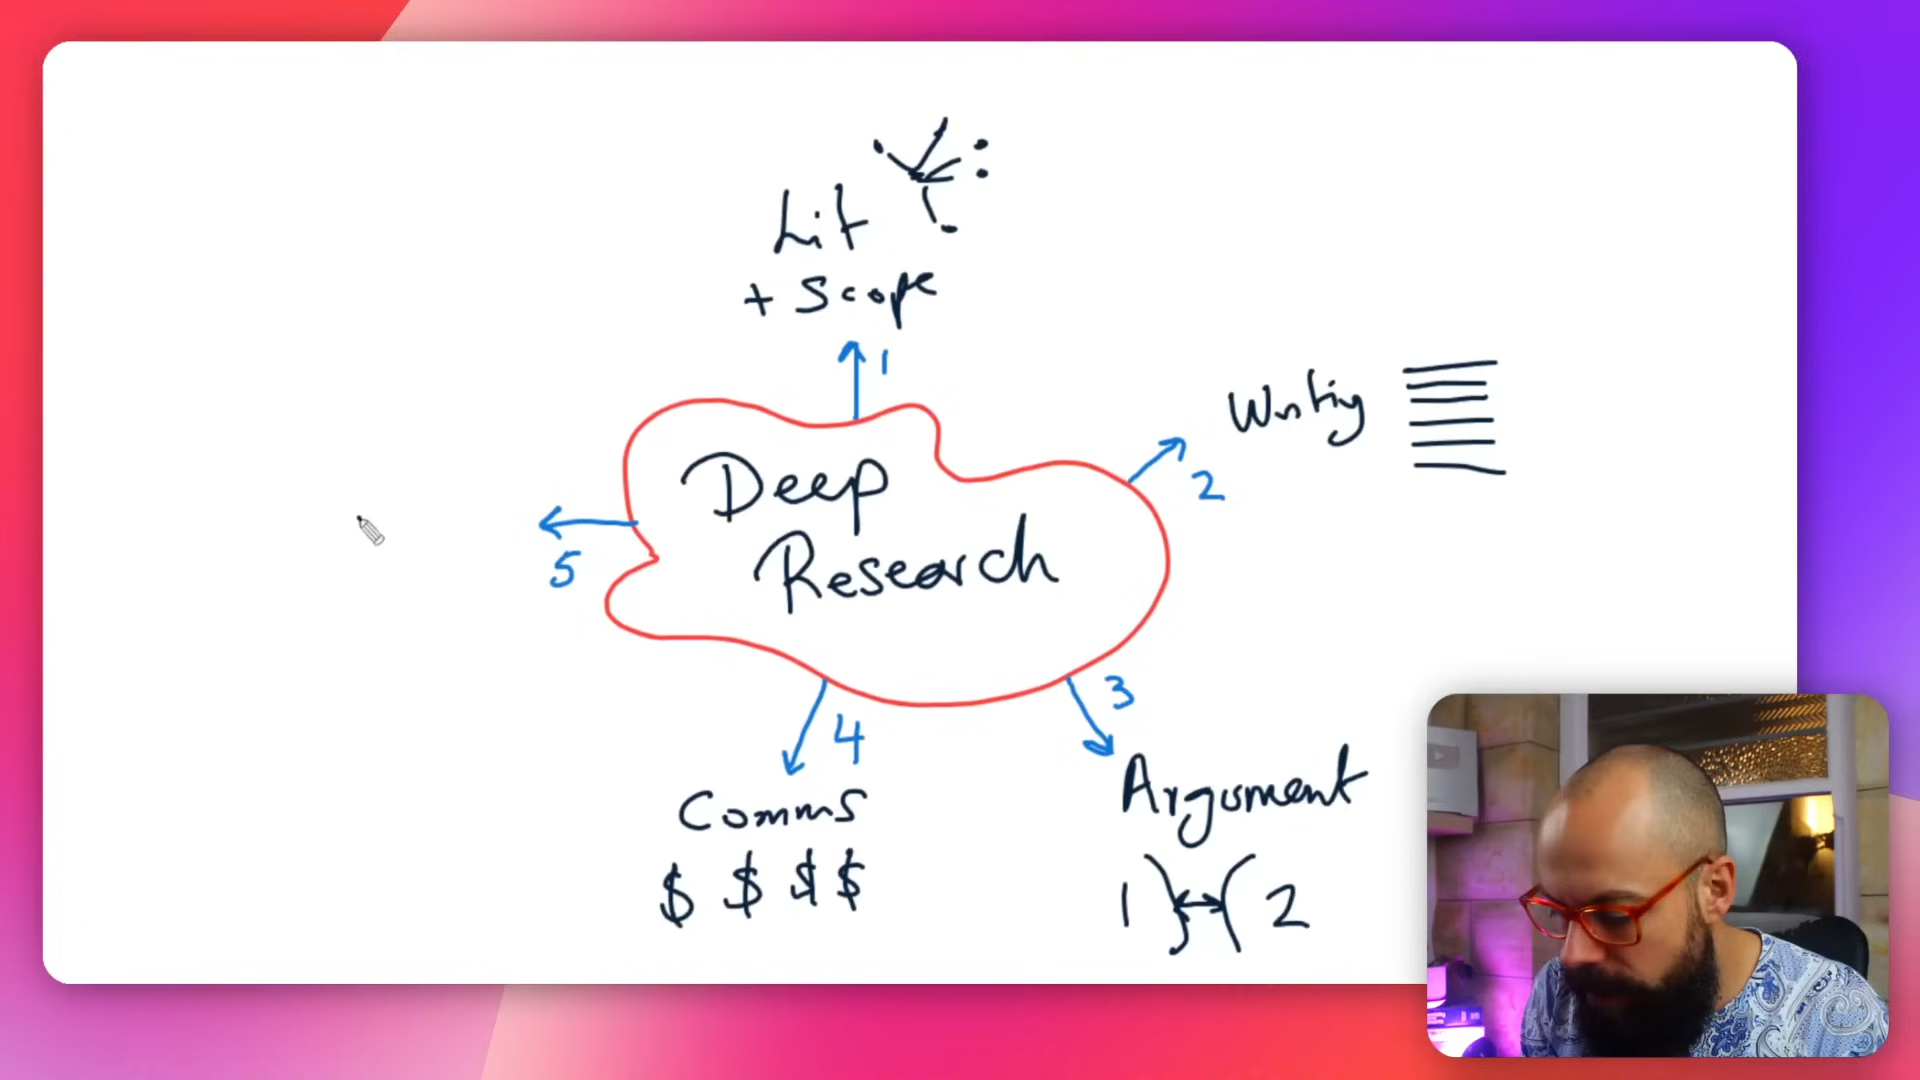 Lit
+ Scope
1
Deep
Research
Writing
2
3
Argument
1 2
4
Comms
$ $ $ $
5